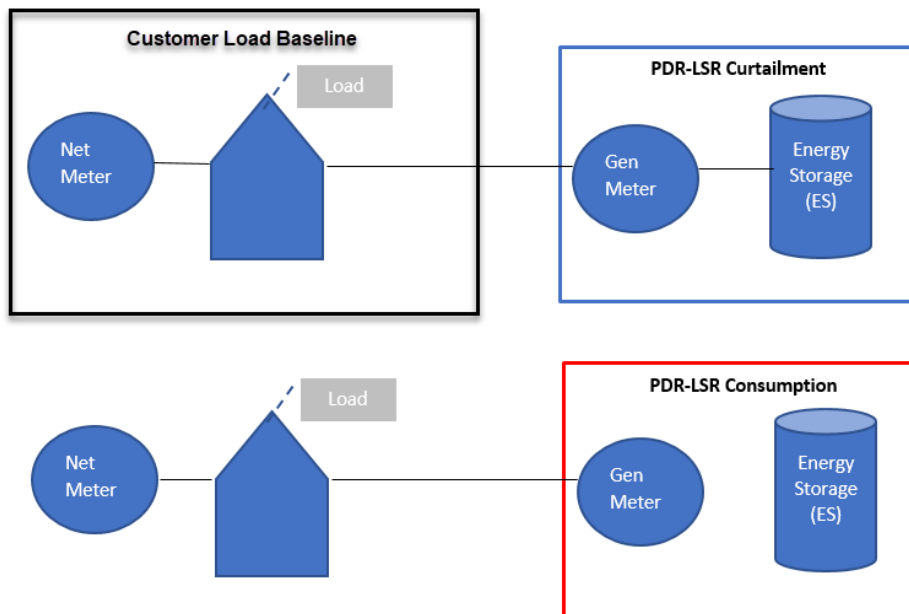 Customer Load Baseline
PDR-LSR Curtailment
Load
Net
Meter
Gen
Meter
Energy
Storage
(ES)
PDR-LSR Consumption
Load
Net
Meter
Gen
Meter
Energy
Storage
(ES)